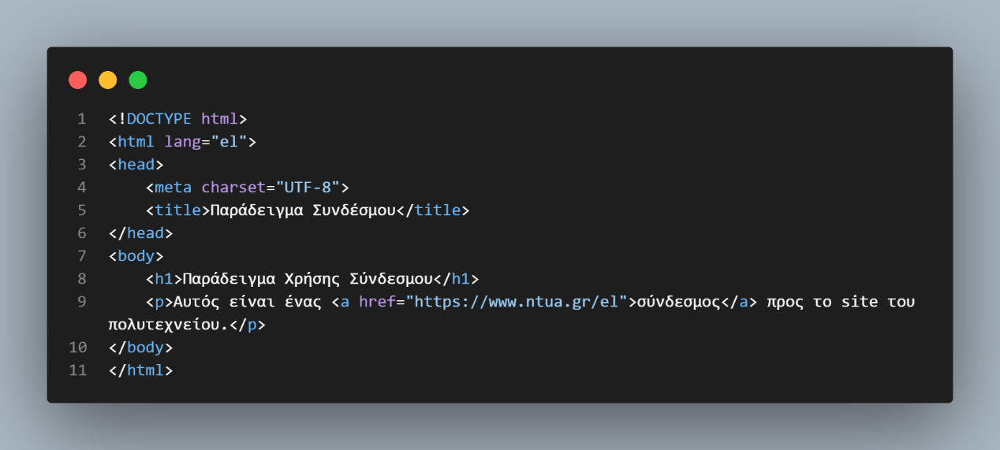 1 <!DOCTYPE html>
2 <html lang="el">
3 <head>
4     <meta charset="UTF-8">
5     <title>Παράδειγμα Συνδέσμου</title>
6 </head>
7 <body>
8     <h1>Παράδειγμα Χρήσης Σύνδεσμου</h1>
9     <p>Αυτός είναι ένας <a href="https://www.ntua.gr/el">σύνδεσμος</a> προς το site του
πολυτεχνείου.</p>
10 </body>
11 </html>